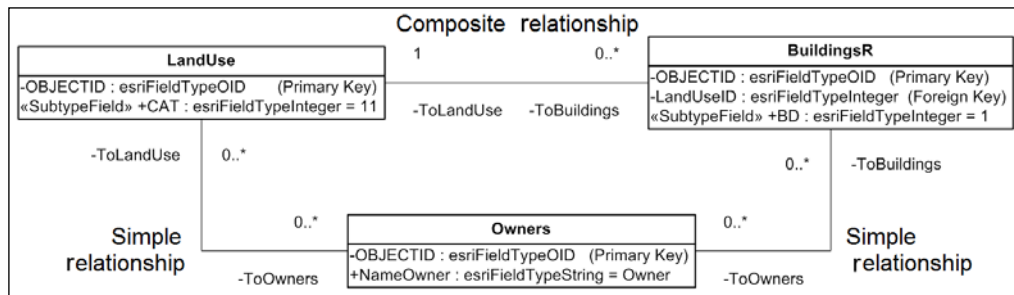 Composite relationship
LandUse
-OBJECTID : esriFieldTypeOID (Primary Key)
«SubtypeField» +CAT : esriFieldTypeInteger = 11
1
0..*
-ToLandUse
-ToBuildings
BuildingsR
-OBJECTID : esriFieldTypeOID (Primary Key)
-LandUseID : esriFieldTypeInteger (Foreign Key)
«SubtypeField» +BD : esriFieldTypeInteger = 1
-ToLandUse
0..*
0..*
-ToBuildings
Simple
relationship
0..*
-ToOwners
Owners
-OBJECTID : esriFieldTypeOID (Primary Key)
+NameOwner : esriFieldTypeString = Owner
0..*
-ToOwners
Simple
relationship